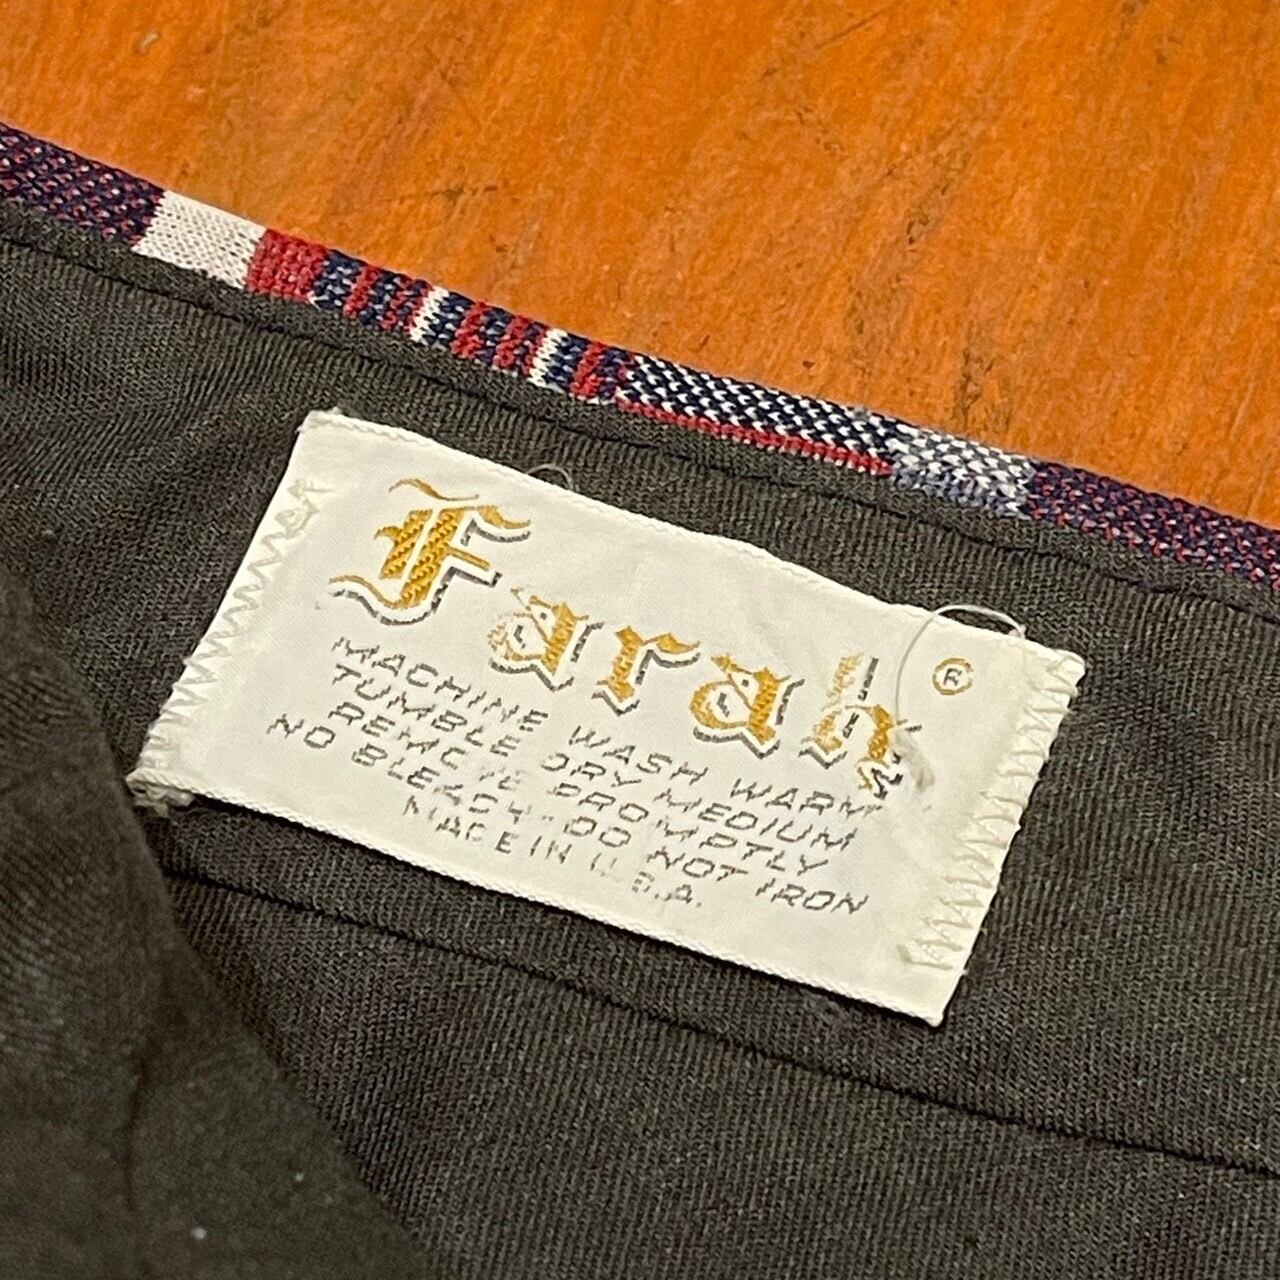 Farah ®
MACHINE WASH WARM
TUMBLE DRY MEDIUM
REMOVE PROMPTLY
NO BLEACH-DO NOT IRON
MADE IN U.S.A.